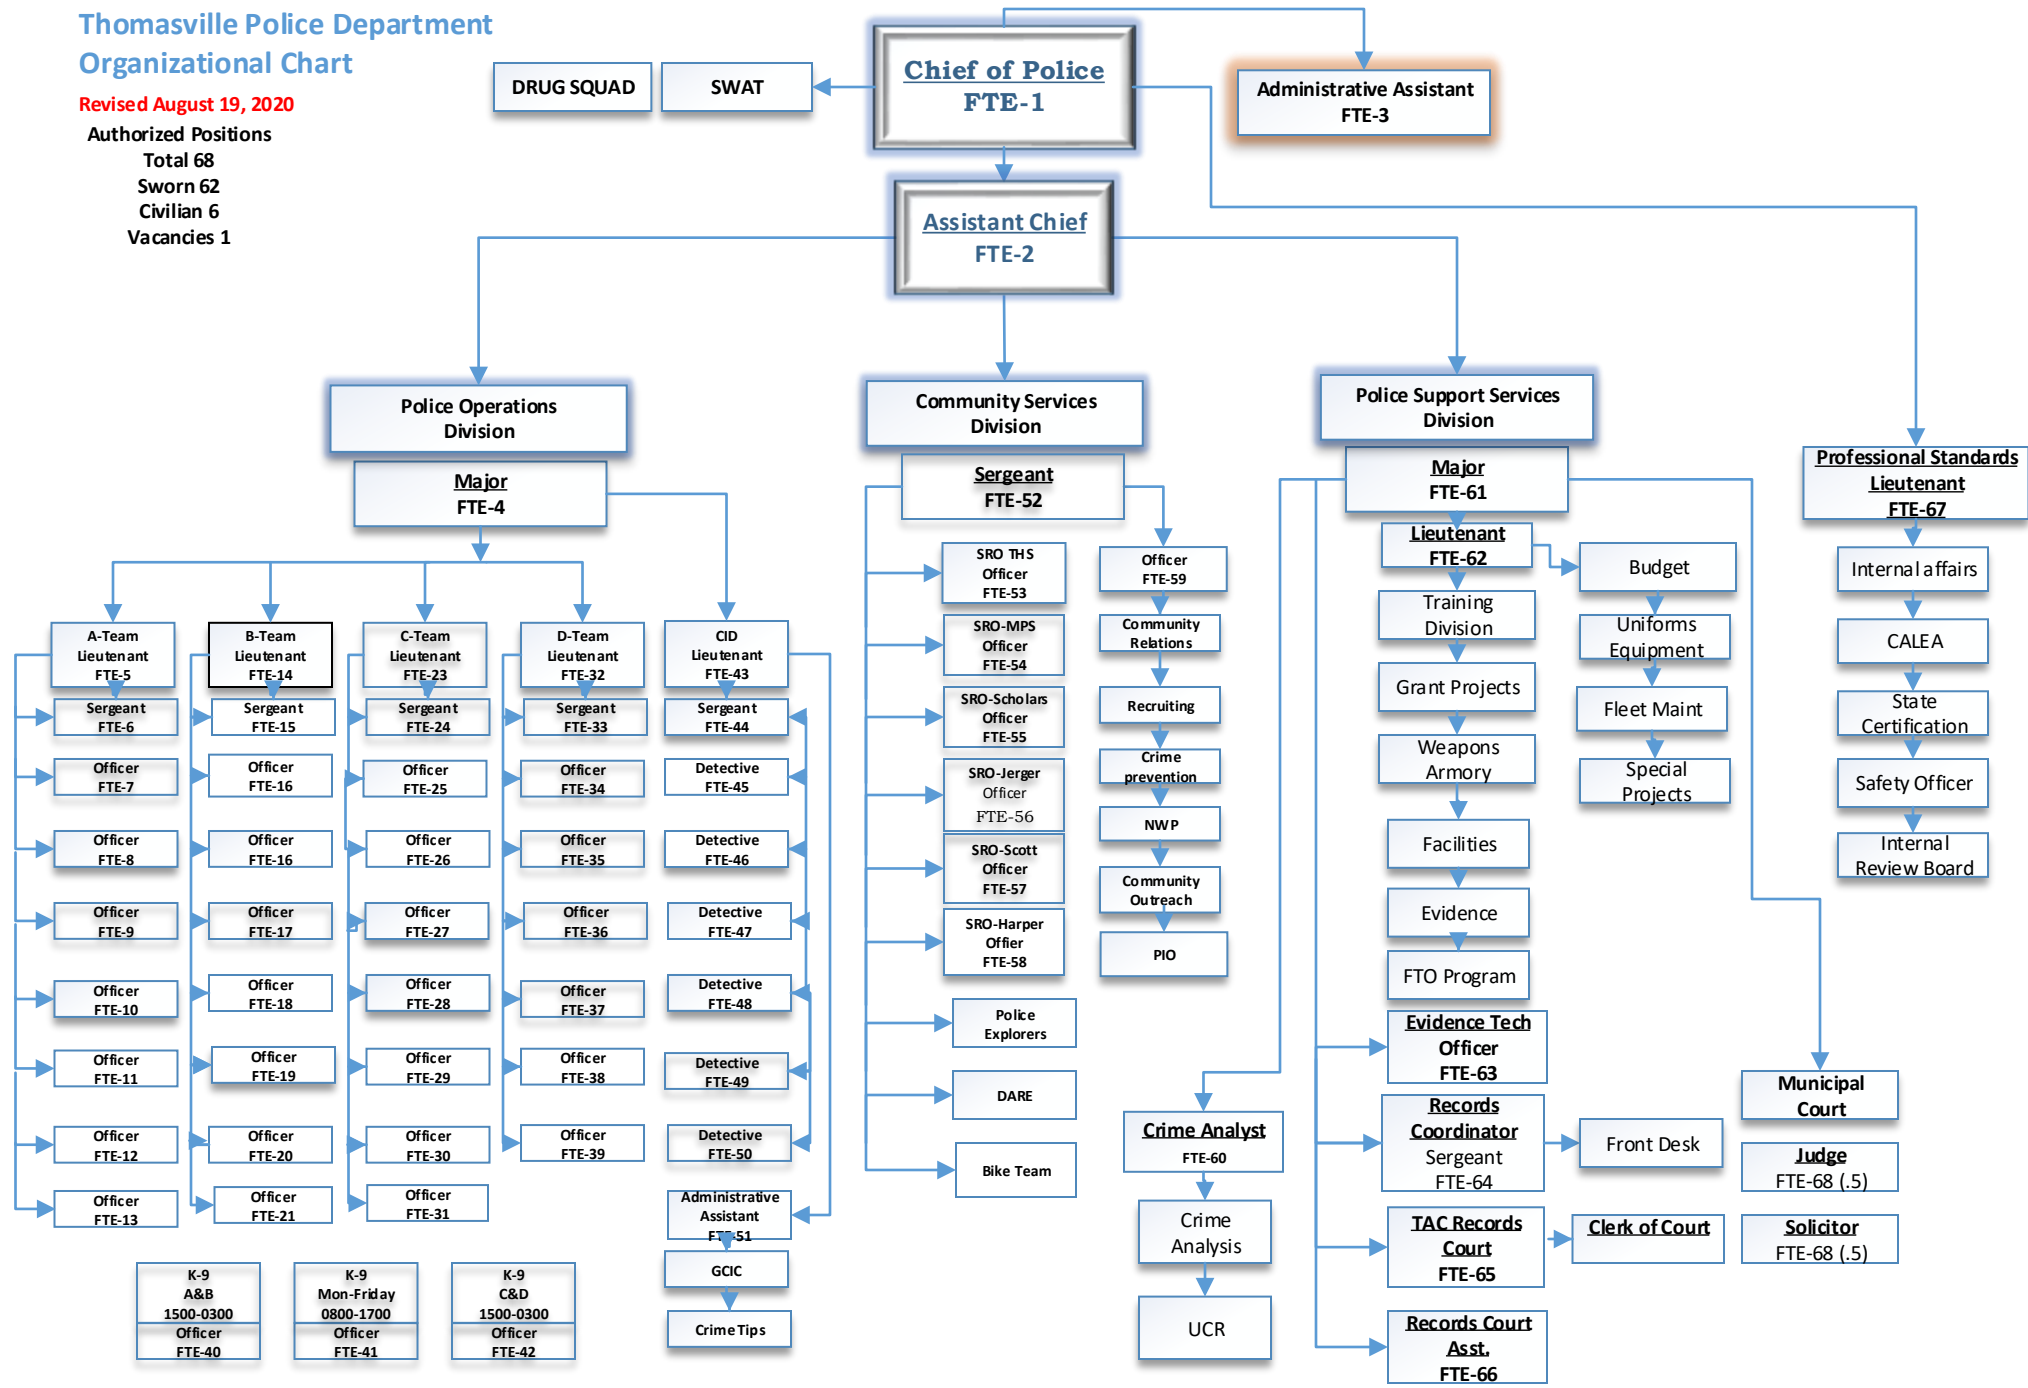 Thomasville Police Department
Organizational Chart
Revised August 19, 2020
Authorized Positions
Total 68
Sworn 62
Civilian 6
Vacancies 1
DRUG SQUAD
SWAT
Chief of Police
FTE-1
Administrative Assistant
FTE-3
Assistant Chief
FTE-2
Police Operations
Division
Major
FTE-4
A-Team
Lieutenant
FTE-5
Sergeant
FTE-6
Officer
FTE-7
Officer
FTE-8
Officer
FTE-9
Officer
FTE-10
Officer
FTE-11
Officer
FTE-12
Officer
FTE-13
B-Team
Lieutenant
FTE-14
Sergeant
FTE-15
Officer
FTE-16
Officer
FTE-16
Officer
FTE-17
Officer
FTE-18
Officer
FTE-19
Officer
FTE-20
Officer
FTE-21
C-Team
Lieutenant
FTE-23
Sergeant
FTE-24
Officer
FTE-25
Officer
FTE-26
Officer
FTE-27
Officer
FTE-28
Officer
FTE-29
Officer
FTE-30
Officer
FTE-31
D-Team
Lieutenant
FTE-32
Sergeant
FTE-33
Officer
FTE-34
Officer
FTE-35
Officer
FTE-36
Officer
FTE-37
Officer
FTE-38
Officer
FTE-39
CID
Lieutenant
FTE-43
Sergeant
FTE-44
Detective
FTE-45
Detective
FTE-46
Detective
FTE-47
Detective
FTE-48
Detective
FTE-49
Detective
FTE-50
Administrative
Assistant
FTE-51
GCIC
Crime Tips
K-9
A&B
1500-0300
Officer
FTE-40
K-9
Mon-Friday
0800-1700
Officer
FTE-41
K-9
C&D
1500-0300
Officer
FTE-42
Community Services
Division
Sergeant
FTE-52
SRO THS
Officer
FTE-53
SRO-MPS
Officer
FTE-54
SRO-Scholars
Officer
FTE-55
SRO-Jerger
Officer
FTE-56
SRO-Scott
Officer
FTE-57
SRO-Harper
Offier
FTE-58
Police
Explorers
DARE
Bike Team
Officer
FTE-59
Community
Relations
Recruiting
Crime
prevention
NWP
Community
Outreach
PIO
Police Support Services
Division
Major
FTE-61
Lieutenant
FTE-62
Training
Division
Grant Projects
Weapons
Armory
Facilities
Evidence
FTO Program
Budget
Uniforms
Equipment
Fleet Maint
Special
Projects
Evidence Tech
Officer
FTE-63
Records
Coordinator
Sergeant
FTE-64
Front Desk
TAC Records
Court
FTE-65
Clerk of Court
Records Court
Asst.
FTE-66
Crime Analyst
FTE-60
Crime
Analysis
UCR
Municipal
Court
Judge
FTE-68 (.5)
Solicitor
FTE-68 (.5)
Professional Standards
Lieutenant
FTE-67
Internal affairs
CALEA
State
Certification
Safety Officer
Internal
Review Board